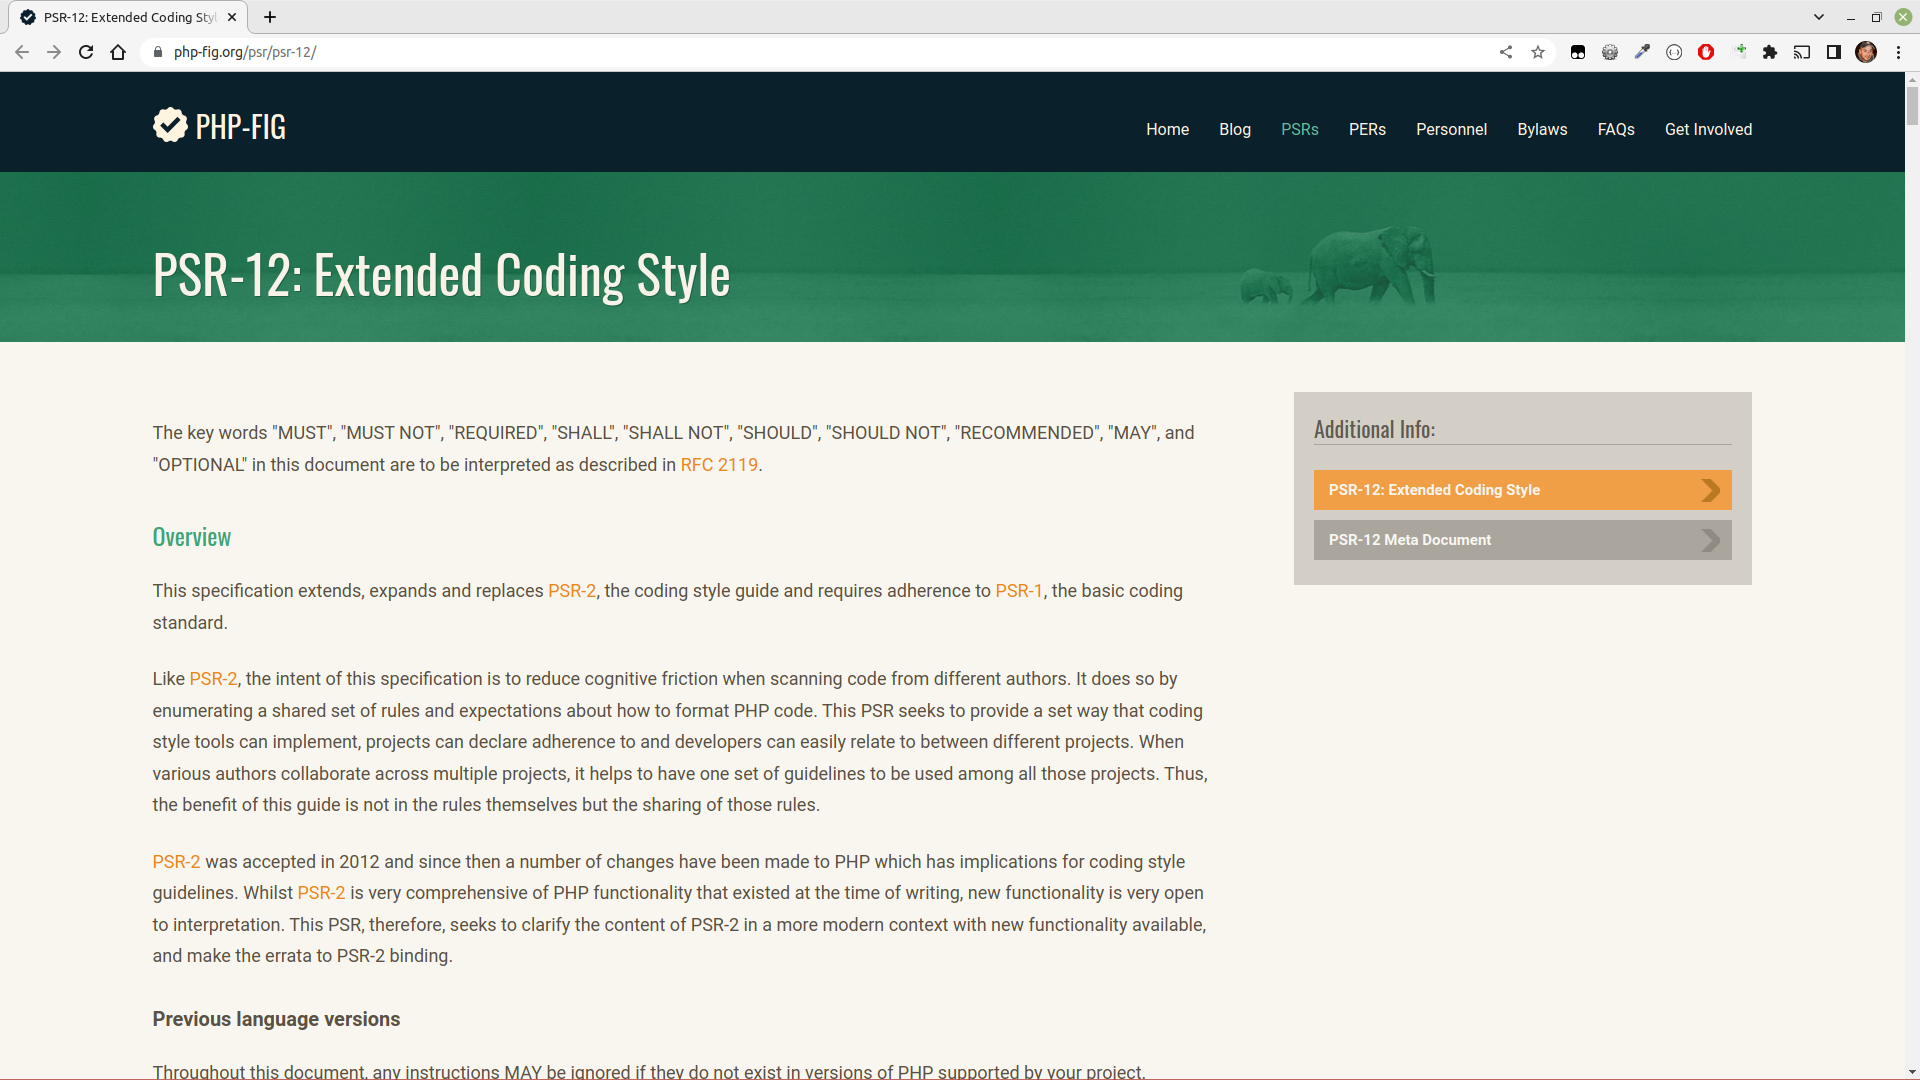 PSR-12: Extended Coding Sty
php-fig.org/psr/psr-12/
PHP-FIG
Home Blog PSRs PERs Personnel Bylaws FAQs Get Involved
PSR-12: Extended Coding Style
The key words "MUST", "MUST NOT", "REQUIRED", "SHALL", "SHALL NOT", "SHOULD", "SHOULD NOT", "RECOMMENDED", "MAY", and
"OPTIONAL" in this document are to be interpreted as described in RFC 2119.
Overview
This specification extends, expands and replaces PSR-2, the coding style guide and requires adherence to PSR-1, the basic coding
standard.
Like PSR-2, the intent of this specification is to reduce cognitive friction when scanning code from different authors. It does so by
enumerating a shared set of rules and expectations about how to format PHP code. This PSR seeks to provide a set way that coding
style tools can implement, projects can declare adherence to and developers can easily relate to between different projects. When
various authors collaborate across multiple projects, it helps to have one set of guidelines to be used among all those projects. Thus,
the benefit of this guide is not in the rules themselves but the sharing of those rules.
PSR-2 was accepted in 2012 and since then a number of changes have been made to PHP which has implications for coding style
guidelines. Whilst PSR-2 is very comprehensive of PHP functionality that existed at the time of writing, new functionality is very open
to interpretation. This PSR, therefore, seeks to clarify the content of PSR-2 in a more modern context with new functionality available,
and make the errata to PSR-2 binding.
Previous language versions
Throughout this document, any instructions MAY be ignored if they do not exist in versions of PHP supported by your project.
Additional Info:
PSR-12: Extended Coding Style
PSR-12 Meta Document